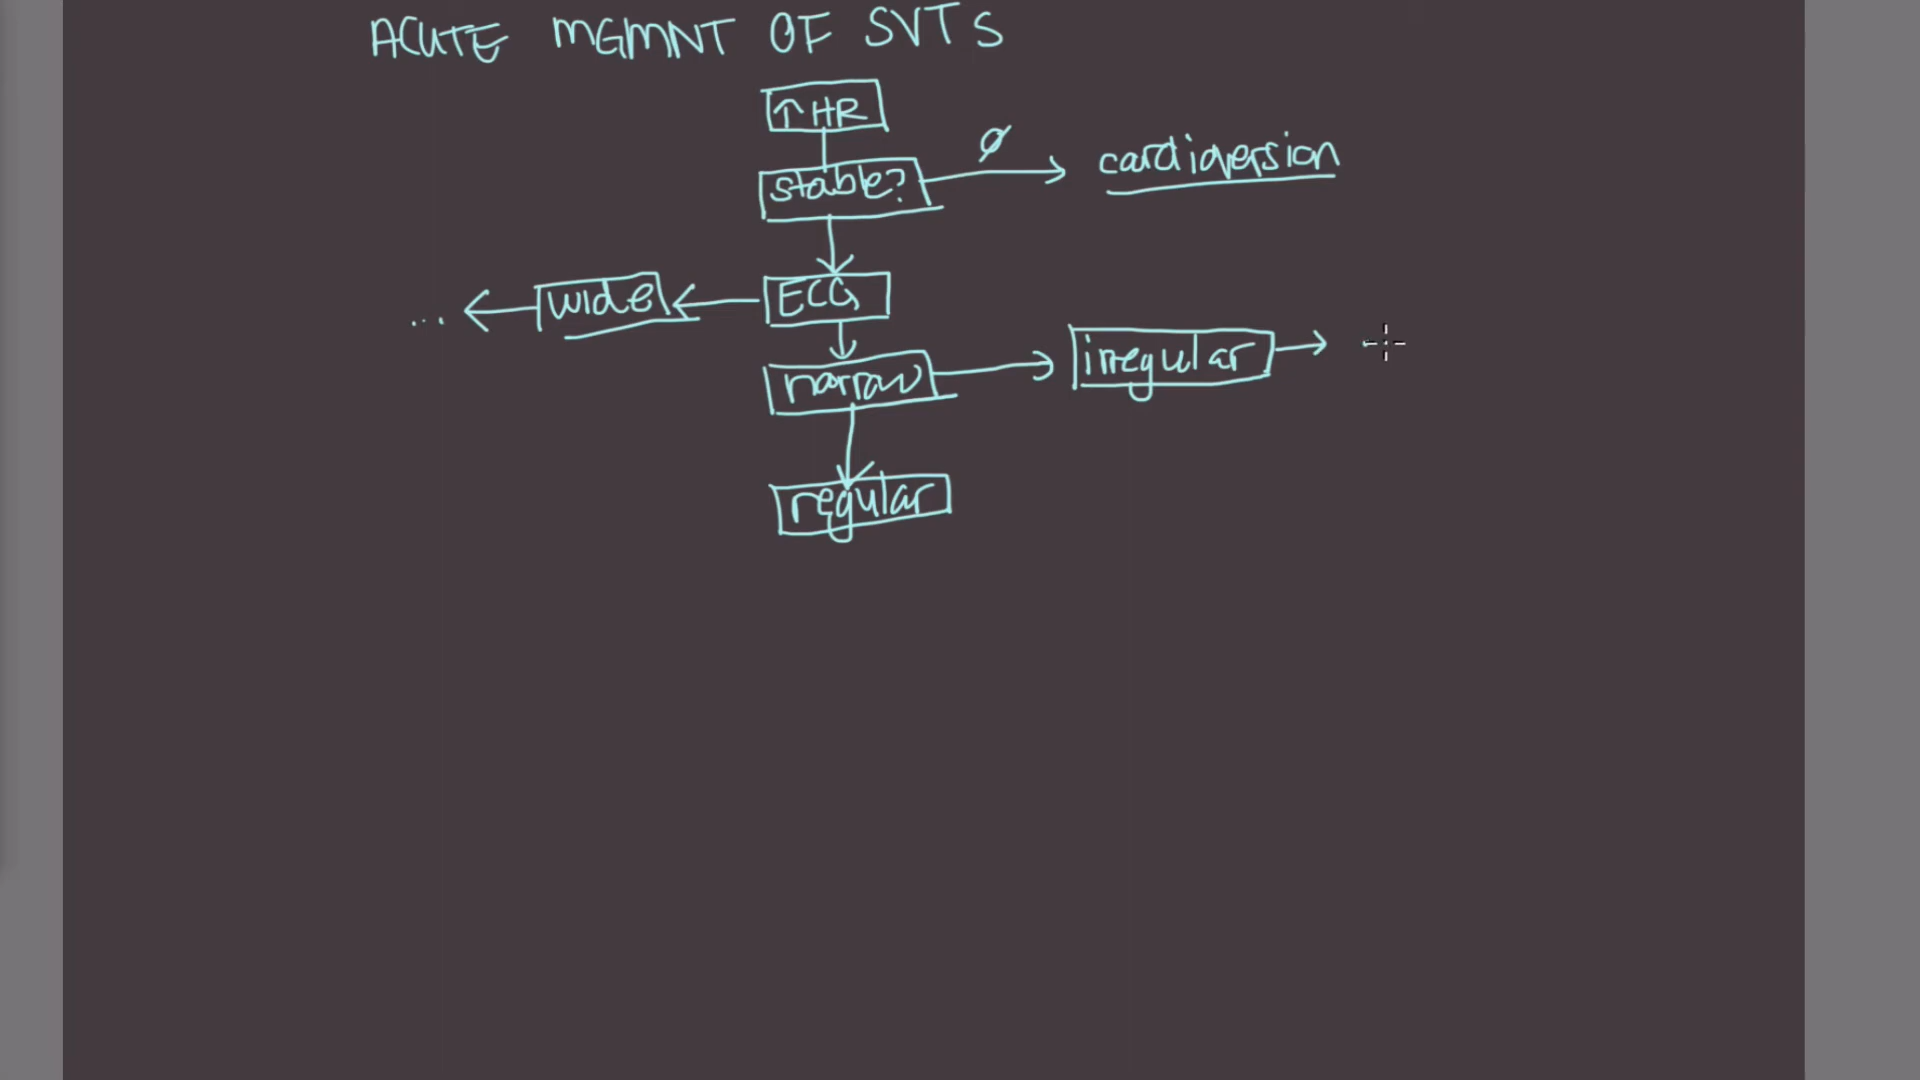 ACUTE MGMNT OF SVTS
↑HR
stable?
Ø
cardioversion
ECG
wide
...
narrow
irregular
regular